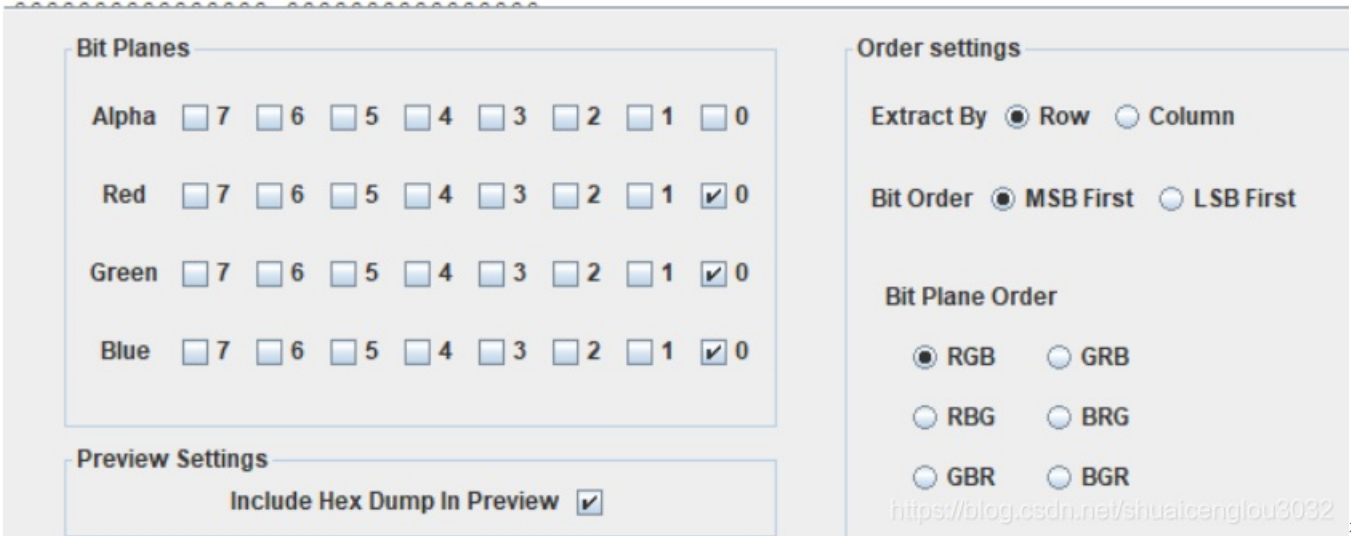 Bit Planes
Alpha 7 6 5 4 3 2 1 0
Red 7 6 5 4 3 2 1 0
Green 7 6 5 4 3 2 1 0
Blue 7 6 5 4 3 2 1 0
Preview Settings
Include Hex Dump In Preview
Order settings
Extract By Row Column
Bit Order MSB First LSB First
Bit Plane Order
RGB GRB
RBG BRG
GBR BGR
https://blog.csdn.net/shuaicenglou3032